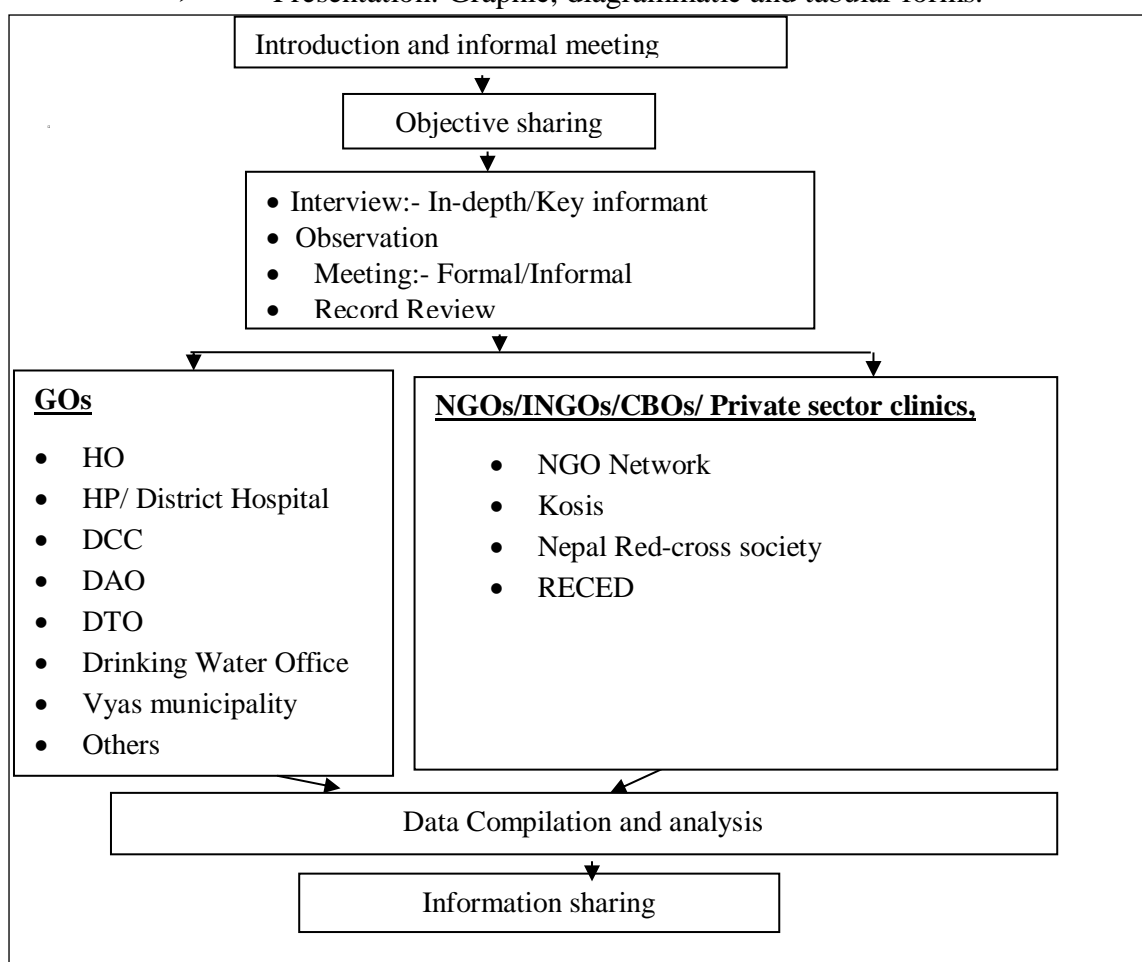 Presentation: Graphic, diagrammatic and tabular forms.
Introduction and informal meeting
Objective sharing
• Interview:- In-depth/Key informant
• Observation
• Meeting:- Formal/Informal
• Record Review
GOs
• HO
• HP/ District Hospital
• DCC
• DAO
• DTO
• Drinking Water Office
• Vyas municipality
• Others
NGOs/INGOs/CBOs/ Private sector clinics,
• NGO Network
• Kosis
• Nepal Red-cross society
• RECED
Data Compilation and analysis
Information sharing